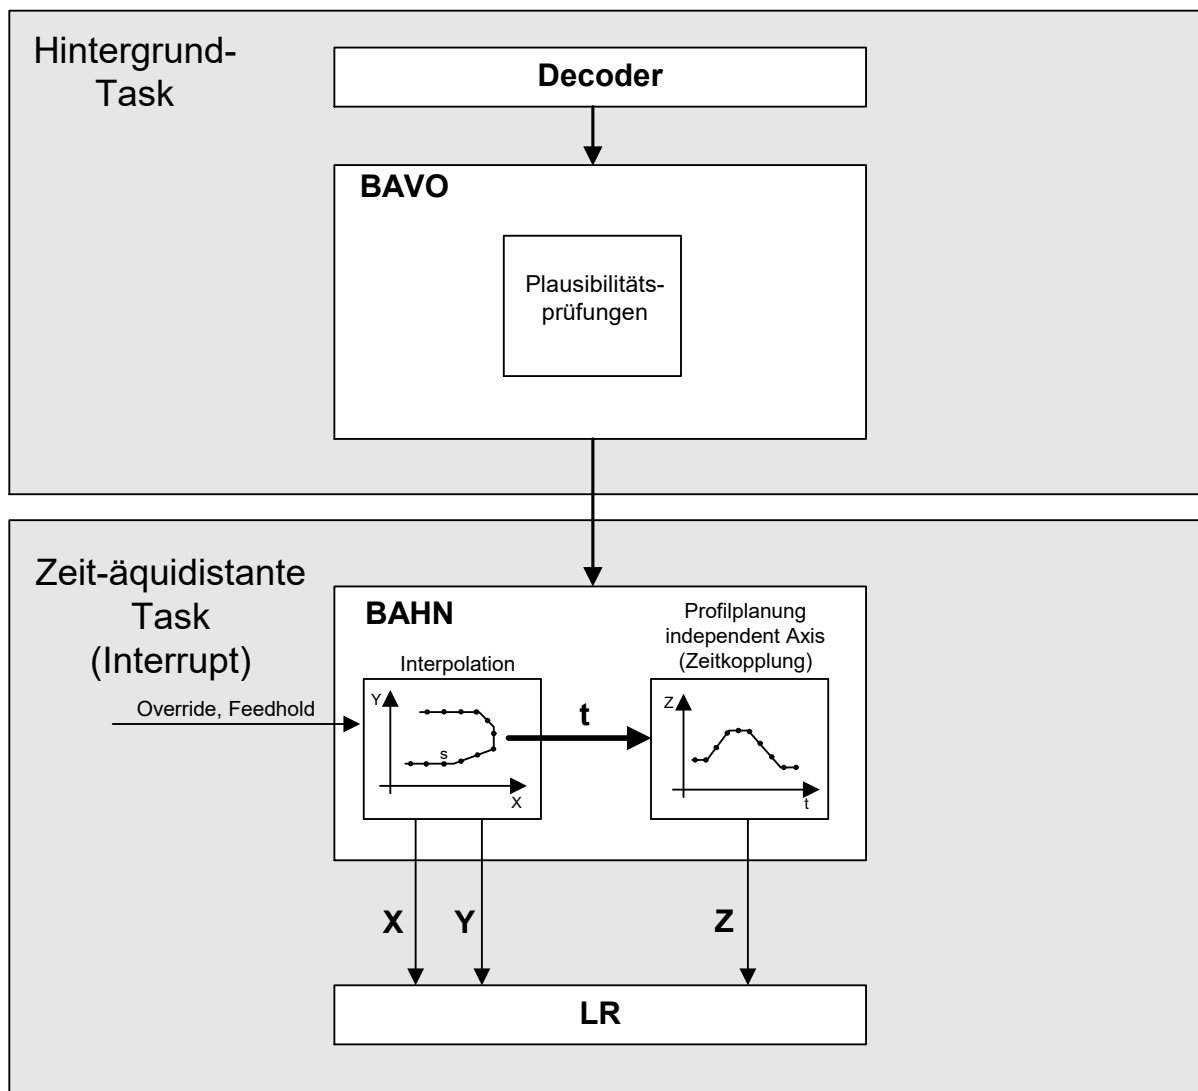 Hintergrund-
Task
Decoder
BAVO
Plausibilitäts-
prüfungen
Zeit-äquidistante
Task
(Interrupt)
BAHN
Profilplanung
independent Axis
(Zeitkopplung)
Interpolation
Override, Feedhold
Y
s
X
t
Z
t
X
Y
Z
LR